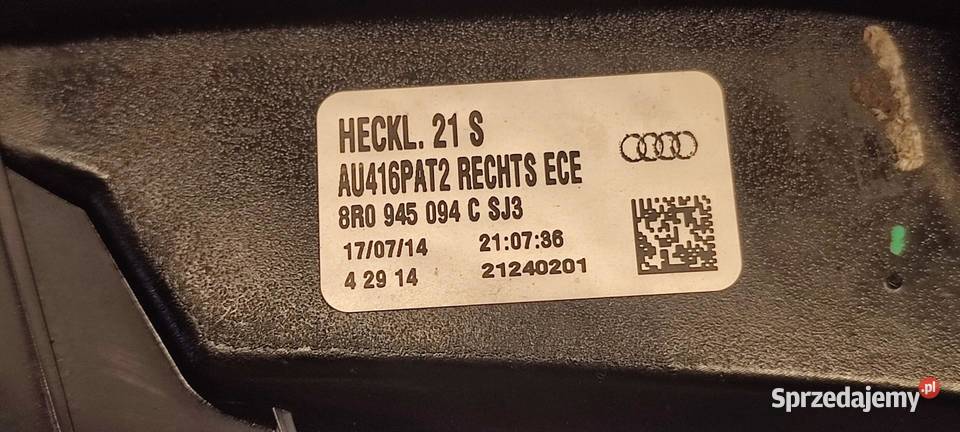 HECKL. 21 S
AU416PAT2 RECHTS ECE
8R0 945 094 C SJ3
17/07/14 21:07:36
4 29 14 21240201
Sprzedajemy.pl